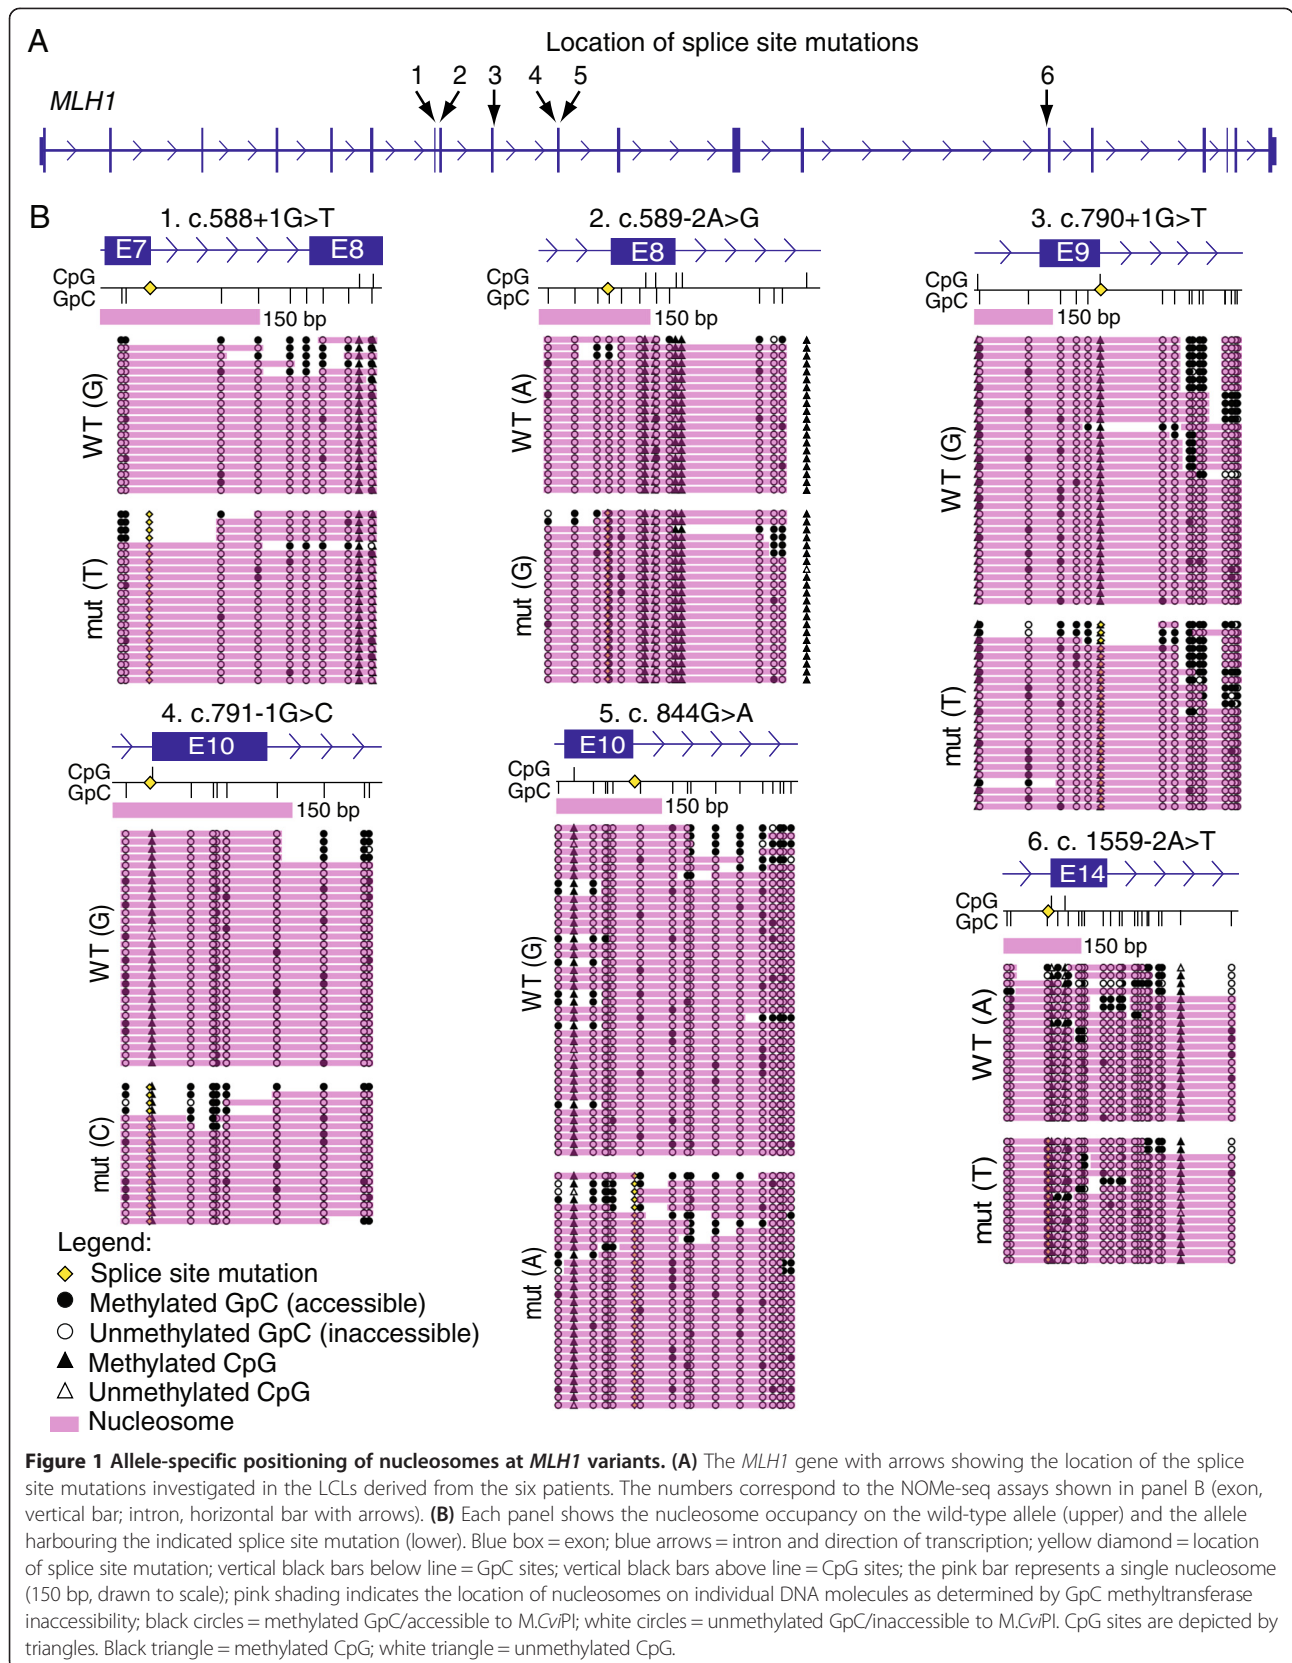 A
Location of splice site mutations
1 2 3 4 5 6
MLH1
B
1. c.588+1G>T
E7 E8
CpG
GpC
150 bp
WT (G)
mut (T)
2. c.589-2A>G
E8
CpG
GpC
150 bp
WT (A)
mut (G)
3. c.790+1G>T
E9
CpG
GpC
150 bp
WT (G)
mut (T)
4. c.791-1G>C
E10
CpG
GpC
150 bp
WT (G)
mut (C)
5. c. 844G>A
E10
CpG
GpC
150 bp
WT (G)
mut (A)
6. c. 1559-2A>T
E14
CpG
GpC
150 bp
WT (A)
mut (T)
Legend:
Splice site mutation
Methylated GpC (accessible)
Unmethylated GpC (inaccessible)
Methylated CpG
Unmethylated CpG
Nucleosome
Figure 1 Allele-specific positioning of nucleosomes at MLH1 variants. (A) The MLH1 gene with arrows showing the location of the splice
site mutations investigated in the LCLs derived from the six patients. The numbers correspond to the NOMe-seq assays shown in panel B (exon,
vertical bar; intron, horizontal bar with arrows). (B) Each panel shows the nucleosome occupancy on the wild-type allele (upper) and the allele
harbouring the indicated splice site mutation (lower). Blue box = exon; blue arrows = intron and direction of transcription; yellow diamond = location
of splice site mutation; vertical black bars below line = GpC sites; vertical black bars above line = CpG sites; the pink bar represents a single nucleosome
(150 bp, drawn to scale); pink shading indicates the location of nucleosomes on individual DNA molecules as determined by GpC methyltransferase
inaccessibility; black circles = methylated GpC/accessible to M.CviPI; white circles = unmethylated GpC/inaccessible to M.CviPI. CpG sites are depicted by
triangles. Black triangle = methylated CpG; white triangle = unmethylated CpG.